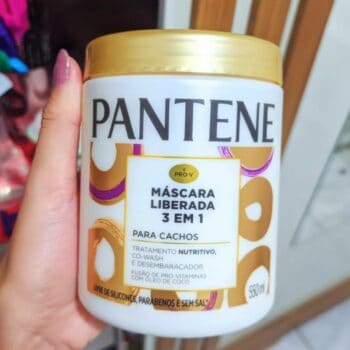 PANTENE
PRO-V
MÁSCARA
LIBERADA
3 EM 1
PARA CACHOS
TRATAMENTO NUTRITIVO,
CO-WASH
E DESEMBARAÇADOR
FUSÃO DE PRO-VITAMINAS
COM ÓLEO DE COCO
LIVRE DE SILICONES, PARABENOS E SEM SAL*
550 ml